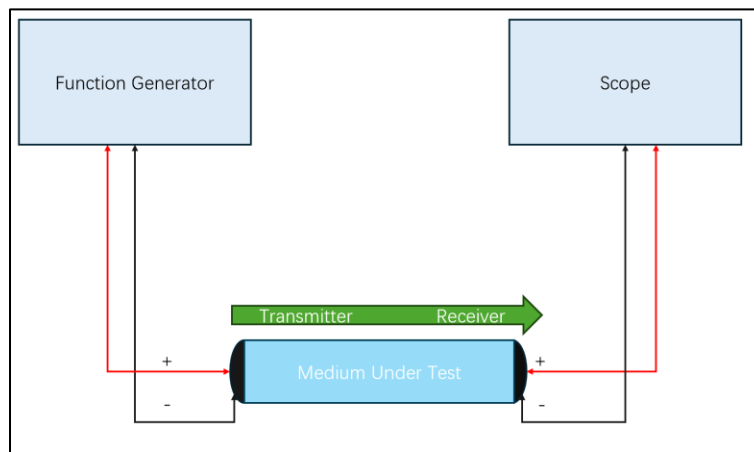 Function Generator
Scope
Transmitter
Receiver
+
Medium Under Test
+
-
-